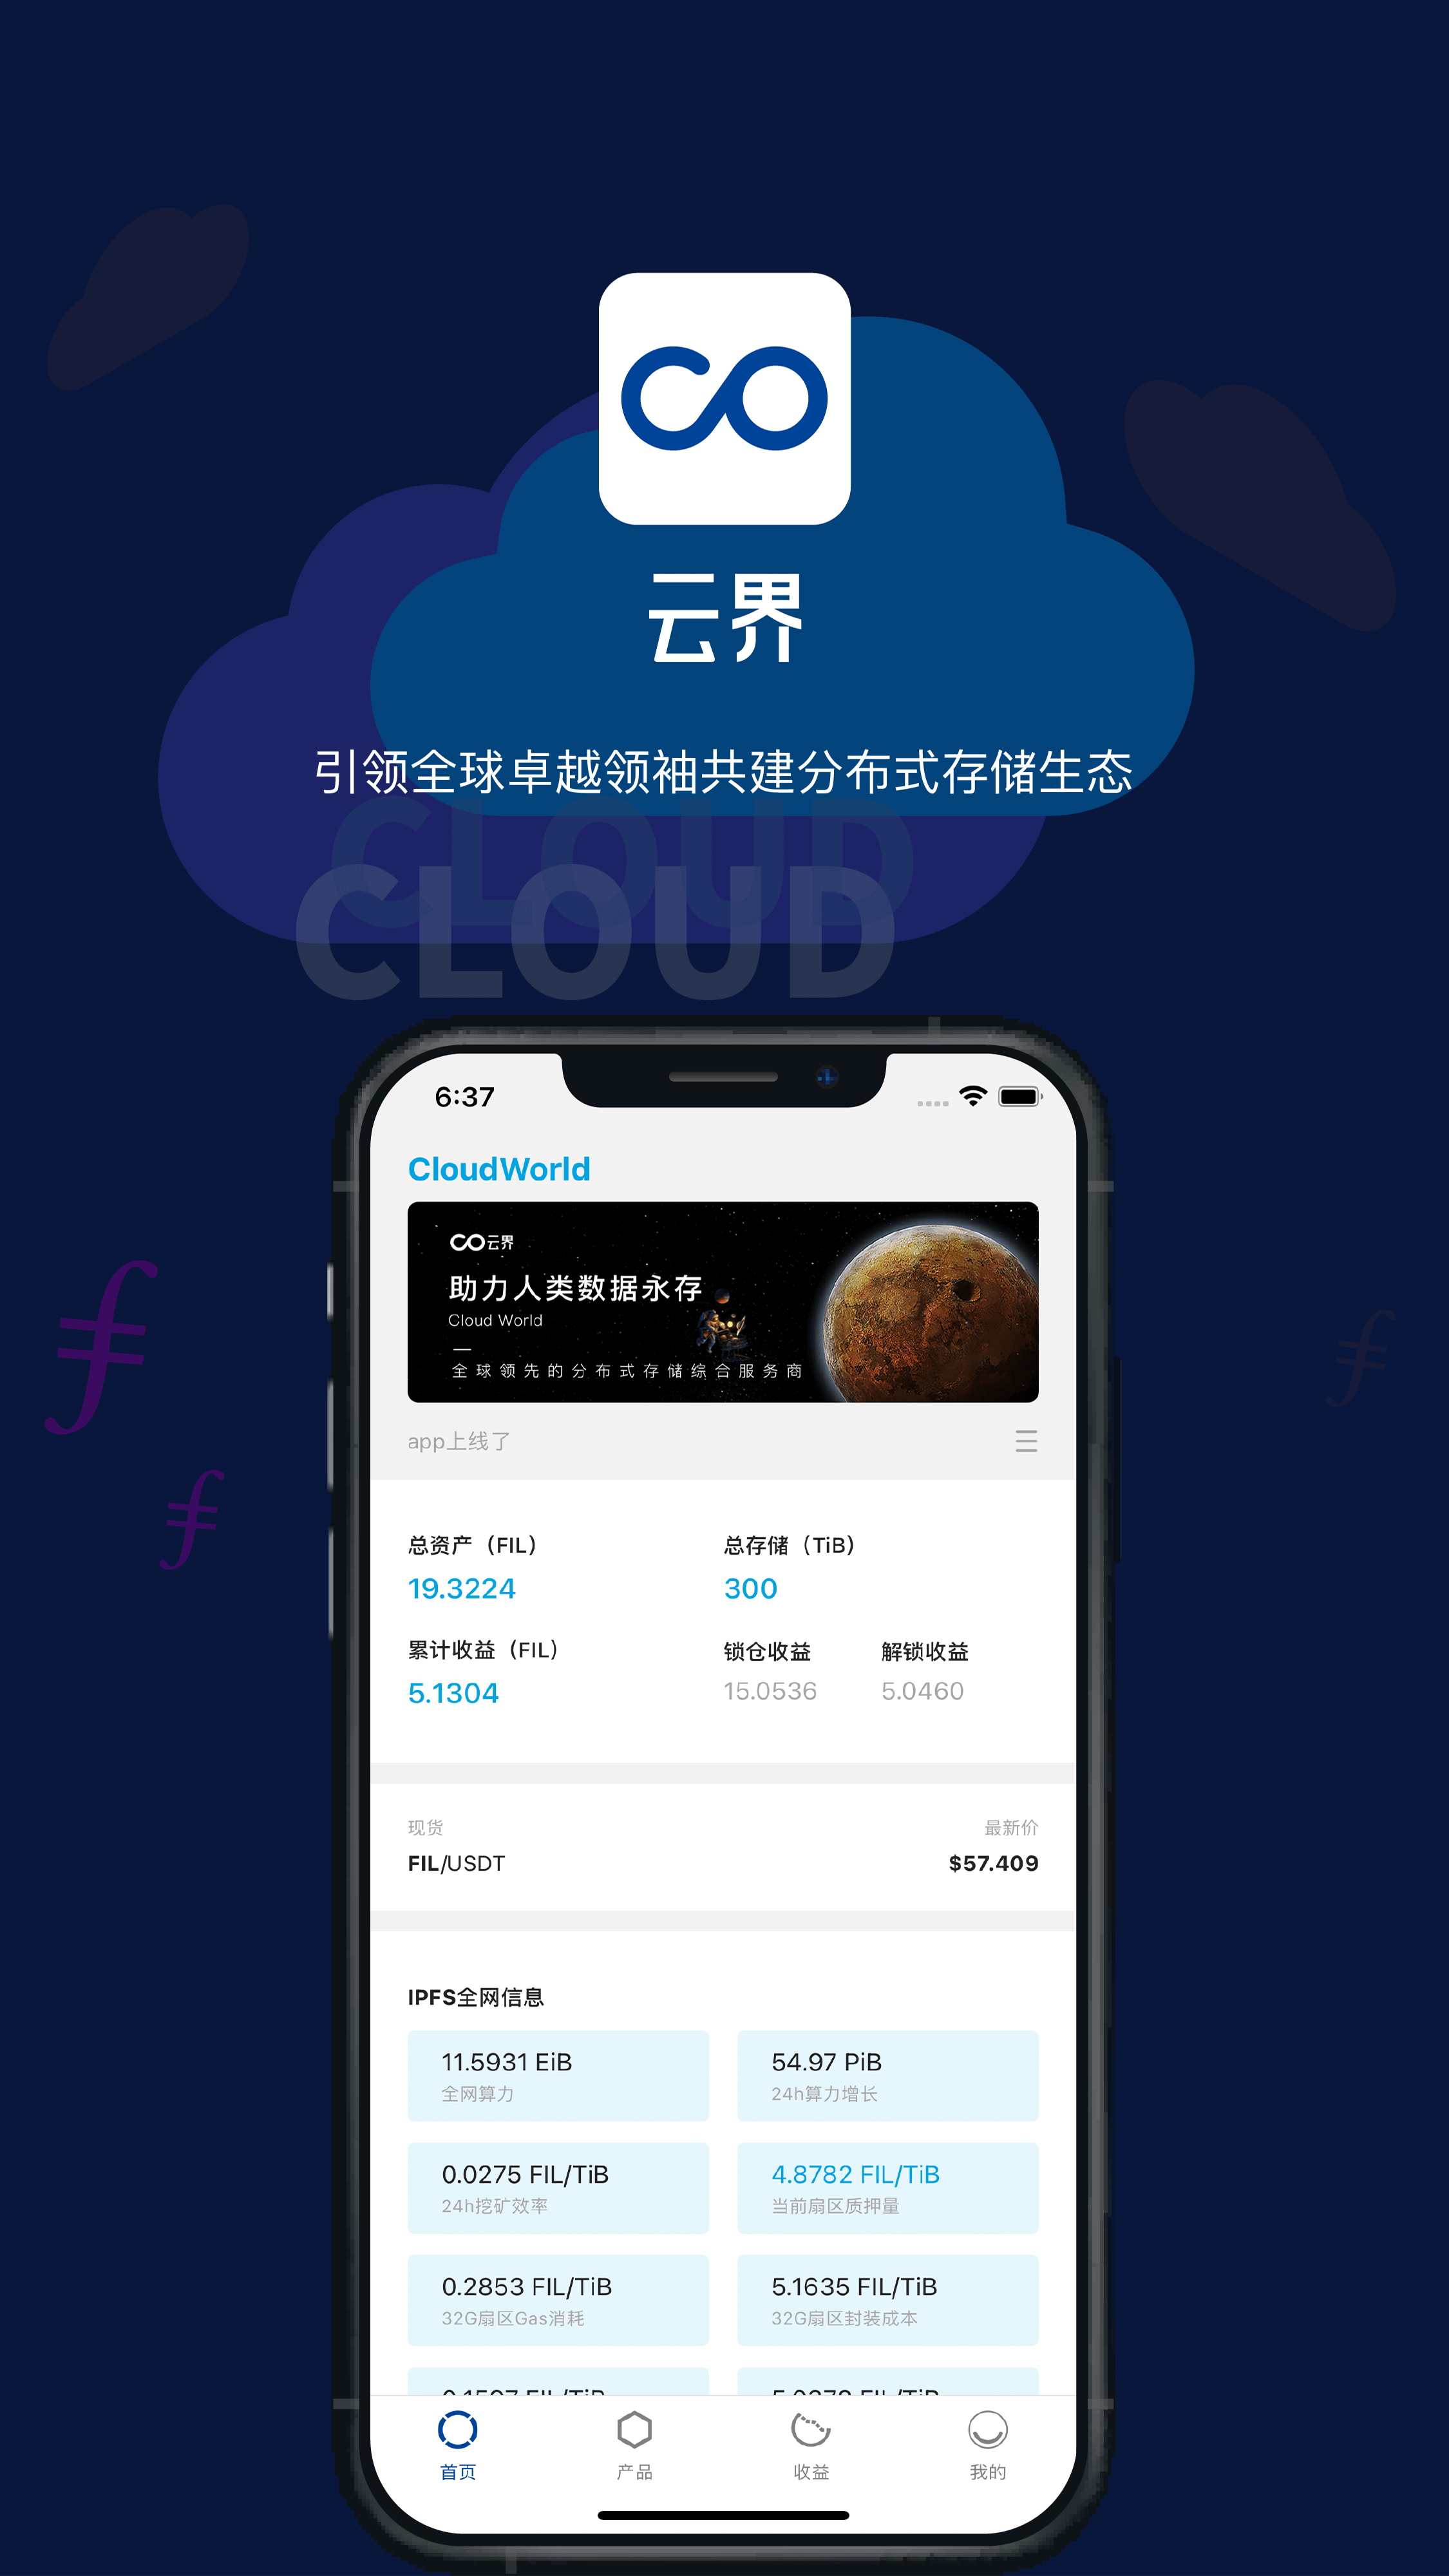 云界
引领全球卓越领袖共建分布式存储生态
CLOUD
CLOUD
6:37
CloudWorld
云界
助力人类数据永存
Cloud World
全球领先的分布式存储综合服务商
app上线了
总资产（FIL） 总存储（TiB）
19.3224 300
累计收益（FIL） 锁仓收益 解锁收益
5.1304 15.0536 5.0460
现货 最新价
FIL/USDT $57.409
IPFS全网信息
11.5931 EiB 54.97 PiB
全网算力 24h算力增长
0.0275 FIL/TiB 4.8782 FIL/TiB
24h挖矿效率 当前扇区质押量
0.2853 FIL/TiB 5.1635 FIL/TiB
32G扇区Gas消耗 32G扇区封装成本
首页 产品 收益 我的